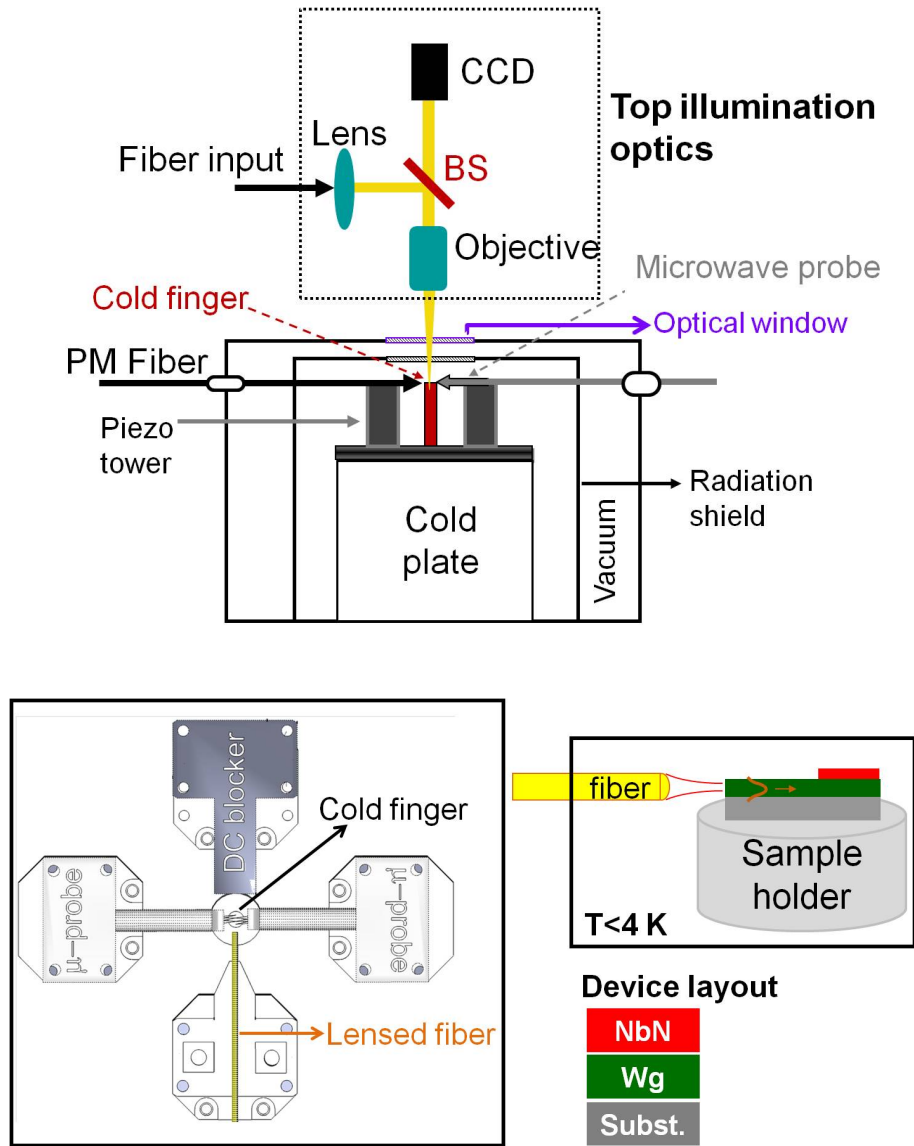 CCD
Top illumination
optics
Lens
Fiber input
BS
Objective
Microwave probe
Cold finger
Optical window
PM Fiber
Piezo
tower
Cold
plate
Vacuum
Radiation
shield
DC blocker
Cold finger
µ-probe
µ-probe
Lensed fiber
fiber
Sample
holder
T<4 K
Device layout
NbN
Wg
Subst.